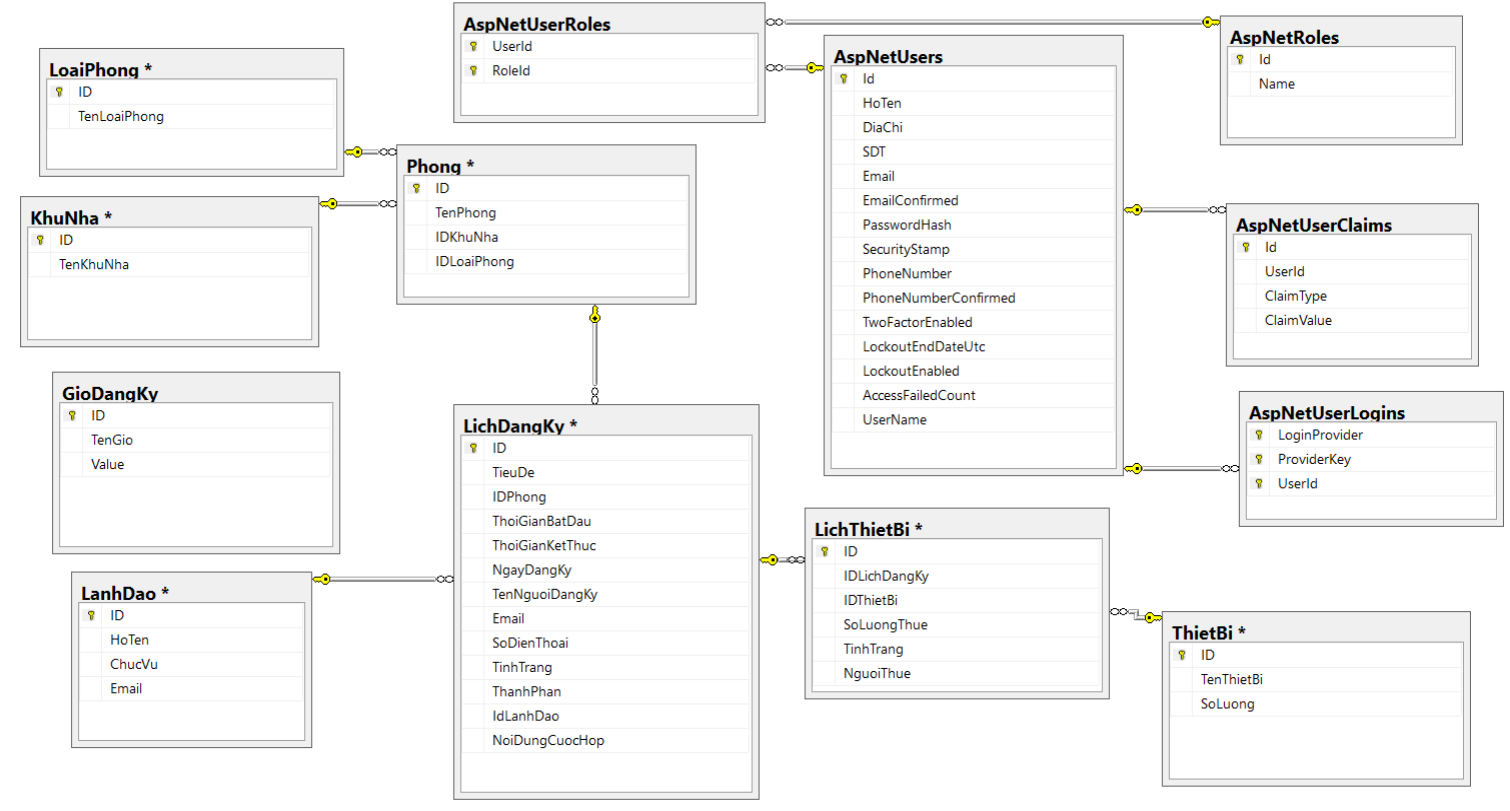 AspNetUserRoles
UserId
RoleId
AspNetRoles
Id
Name
LoaiPhong *
ID
TenLoaiPhong
AspNetUsers
Id
HoTen
DiaChi
SDT
Email
EmailConfirmed
PasswordHash
SecurityStamp
PhoneNumber
PhoneNumberConfirmed
TwoFactorEnabled
LockoutEndDateUtc
LockoutEnabled
AccessFailedCount
UserName
Phong *
ID
TenPhong
IDKhuNha
IDLoaiPhong
KhuNha *
ID
TenKhuNha
AspNetUserClaims
Id
UserId
ClaimType
ClaimValue
GioDangKy
ID
TenGio
Value
AspNetUserLogins
LoginProvider
ProviderKey
UserId
LichDangKy *
ID
TieuDe
IDPhong
ThoiGianBatDau
ThoiGianKetThuc
NgayDangKy
TenNguoiDangKy
Email
SoDienThoai
TinhTrang
ThanhPhan
IdLanhDao
NoiDungCuocHop
LichThietBi *
ID
IDLichDangKy
IDThietBi
SoLuongThue
TinhTrang
NguoiThue
LanhDao *
ID
HoTen
ChucVu
Email
ThietBi *
ID
TenThietBi
SoLuong